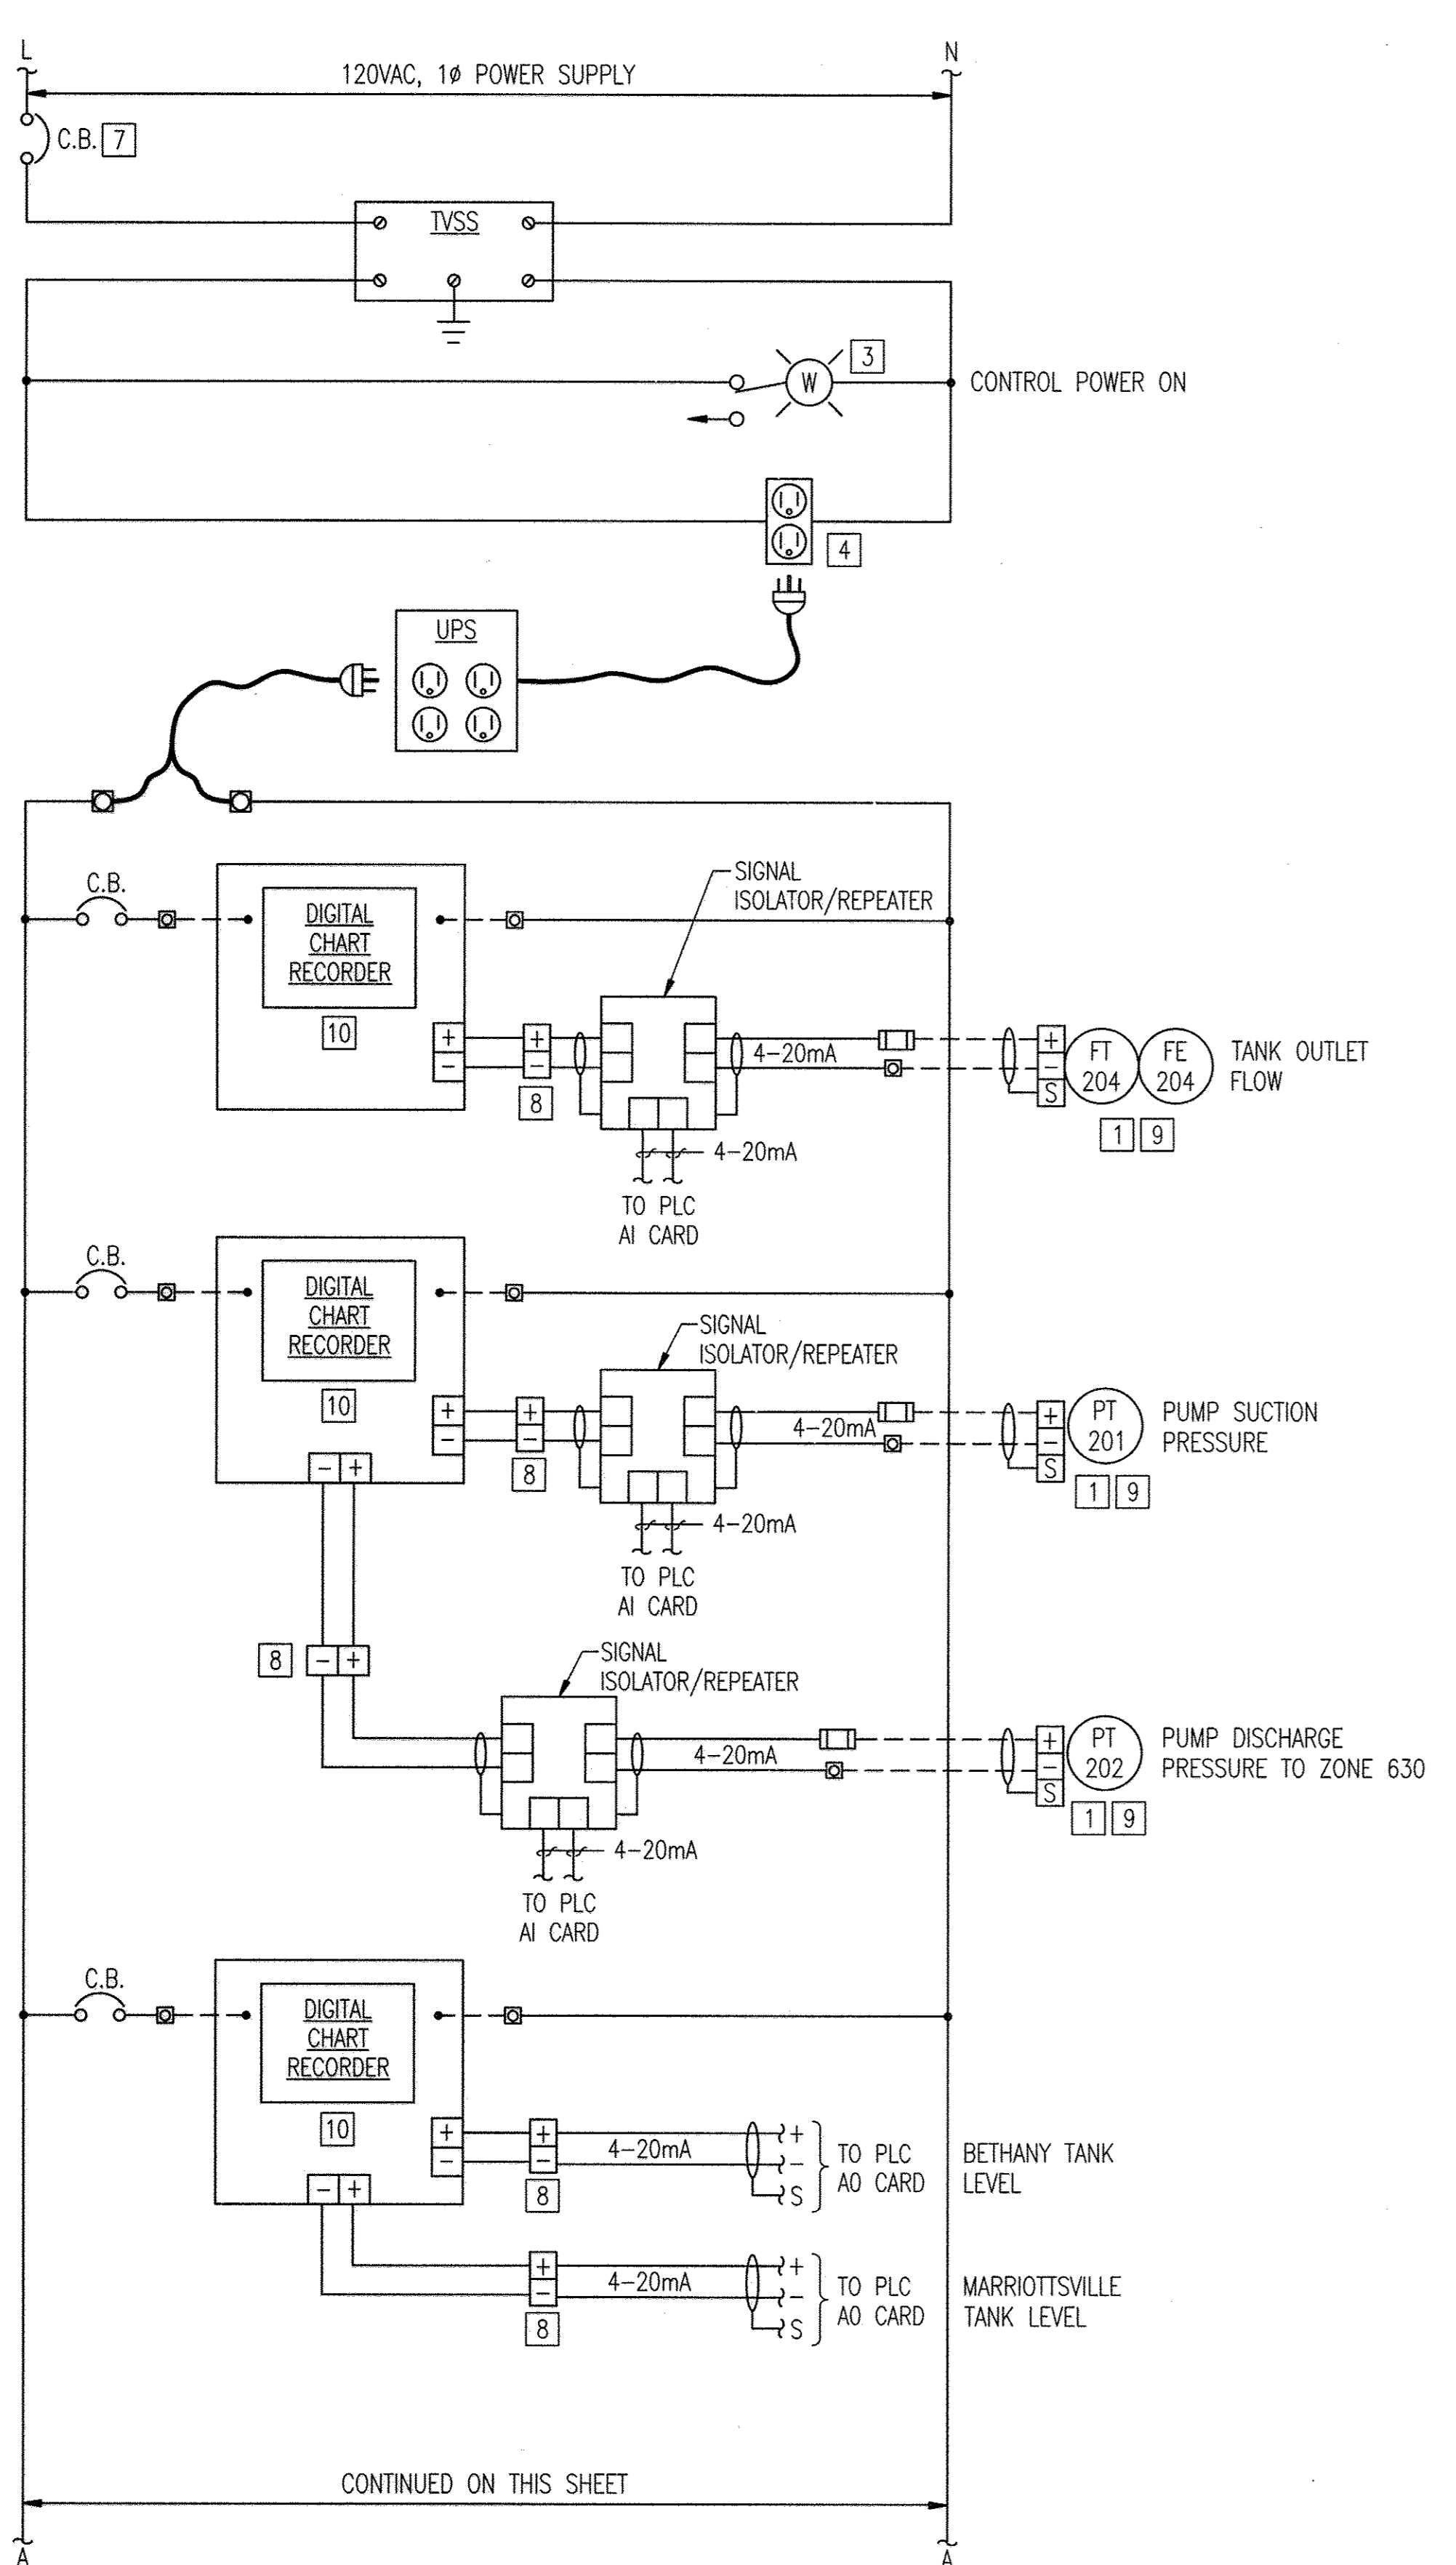 L
N
120VAC, 1ø POWER SUPPLY
C.B. 7
TVSS
3
W
CONTROL POWER ON
4
UPS
C.B.
DIGITAL
CHART
RECORDER
10
SIGNAL
ISOLATOR/REPEATER
+ + 4-20mA +
- - -
S
8
FT
204
FE
204
TANK OUTLET
FLOW
1 9
4-20mA
TO PLC
AI CARD
C.B.
DIGITAL
CHART
RECORDER
10
SIGNAL
ISOLATOR/REPEATER
+ + 4-20mA +
- - -
S
- +
8
PT
201
PUMP SUCTION
PRESSURE
1 9
4-20mA
TO PLC
AI CARD
8 - +
SIGNAL
ISOLATOR/REPEATER
4-20mA +
-
S
PT
202
PUMP DISCHARGE
PRESSURE TO ZONE 630
1 9
4-20mA
TO PLC
AI CARD
C.B.
DIGITAL
CHART
RECORDER
10
+ + 4-20mA +
- - -
S
- +
8
TO PLC
AO CARD
BETHANY TANK
LEVEL
+ 4-20mA +
- -
S
8
TO PLC
AO CARD
MARRIOTTSVILLE
TANK LEVEL
CONTINUED ON THIS SHEET
A
A